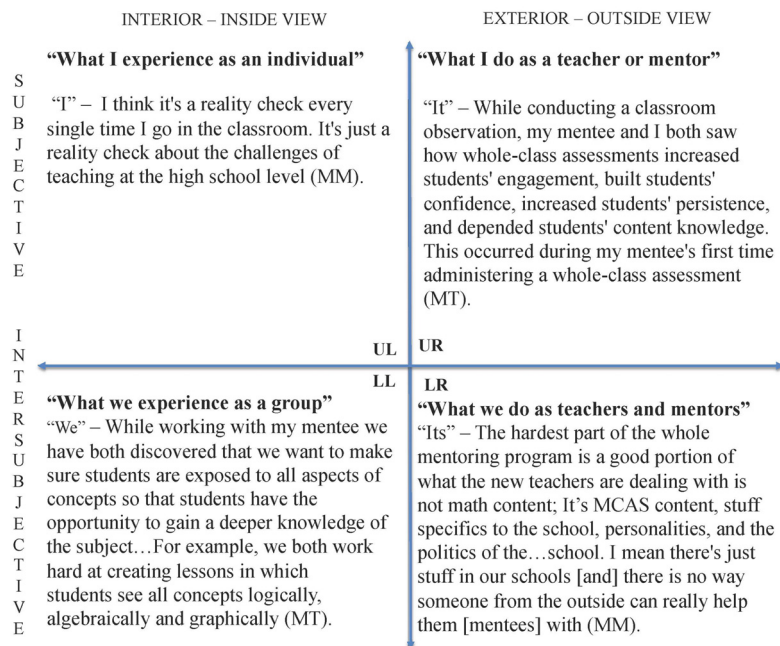 INTERIOR – INSIDE VIEW
EXTERIOR – OUTSIDE VIEW
SUBJECTIVE
“What I experience as an individual”
“I” – I think it's a reality check every
single time I go in the classroom. It's just a
reality check about the challenges of
teaching at the high school level (MM).
UL
“What I do as a teacher or mentor”
“It” – While conducting a classroom
observation, my mentee and I both saw
how whole-class assessments increased
students' engagement, built students'
confidence, increased students' persistence,
and depended students' content knowledge.
This occurred during my mentee's first time
administering a whole-class assessment
(MT).
UR
INTERSUBJECTIVE
LL
“What we experience as a group”
“We” – While working with my mentee we
have both discovered that we want to make
sure students are exposed to all aspects of
concepts so that students have the
opportunity to gain a deeper knowledge of
the subject…For example, we both work
hard at creating lessons in which
students see all concepts logically,
algebraically and graphically (MT).
LR
“What we do as teachers and mentors”
“Its” – The hardest part of the whole
mentoring program is a good portion of
what the new teachers are dealing with is
not math content; It’s MCAS content, stuff
specifics to the school, personalities, and the
politics of the…school. I mean there's just
stuff in our schools [and] there is no way
someone from the outside can really help
them [mentees] with (MM).